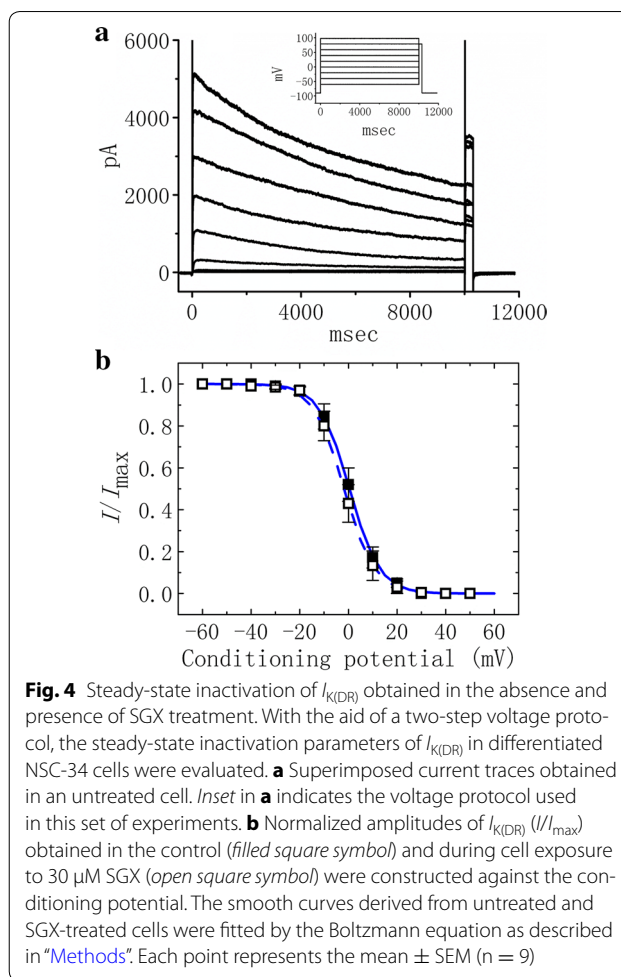 a
6000
4000
2000
0
pA
0 4000 8000 12000
msec
100
50
0
-50
-100
mV
0 4000 8000 12000
msec
b
1.0
0.8
0.6
0.4
0.2
0.0
I/Imax
-60 -40 -20 0 20 40 60
Conditioning potential (mV)
Fig. 4 Steady-state inactivation of IK(DR) obtained in the absence and
presence of SGX treatment. With the aid of a two-step voltage proto-
col, the steady-state inactivation parameters of IK(DR) in differentiated
NSC-34 cells were evaluated. a Superimposed current traces obtained
in an untreated cell. Inset in a indicates the voltage protocol used
in this set of experiments. b Normalized amplitudes of IK(DR) (I/Imax)
obtained in the control (filled square symbol) and during cell exposure
to 30 μM SGX (open square symbol) were constructed against the con-
ditioning potential. The smooth curves derived from untreated and
SGX-treated cells were fitted by the Boltzmann equation as described
in "Methods". Each point represents the mean ± SEM (n = 9)